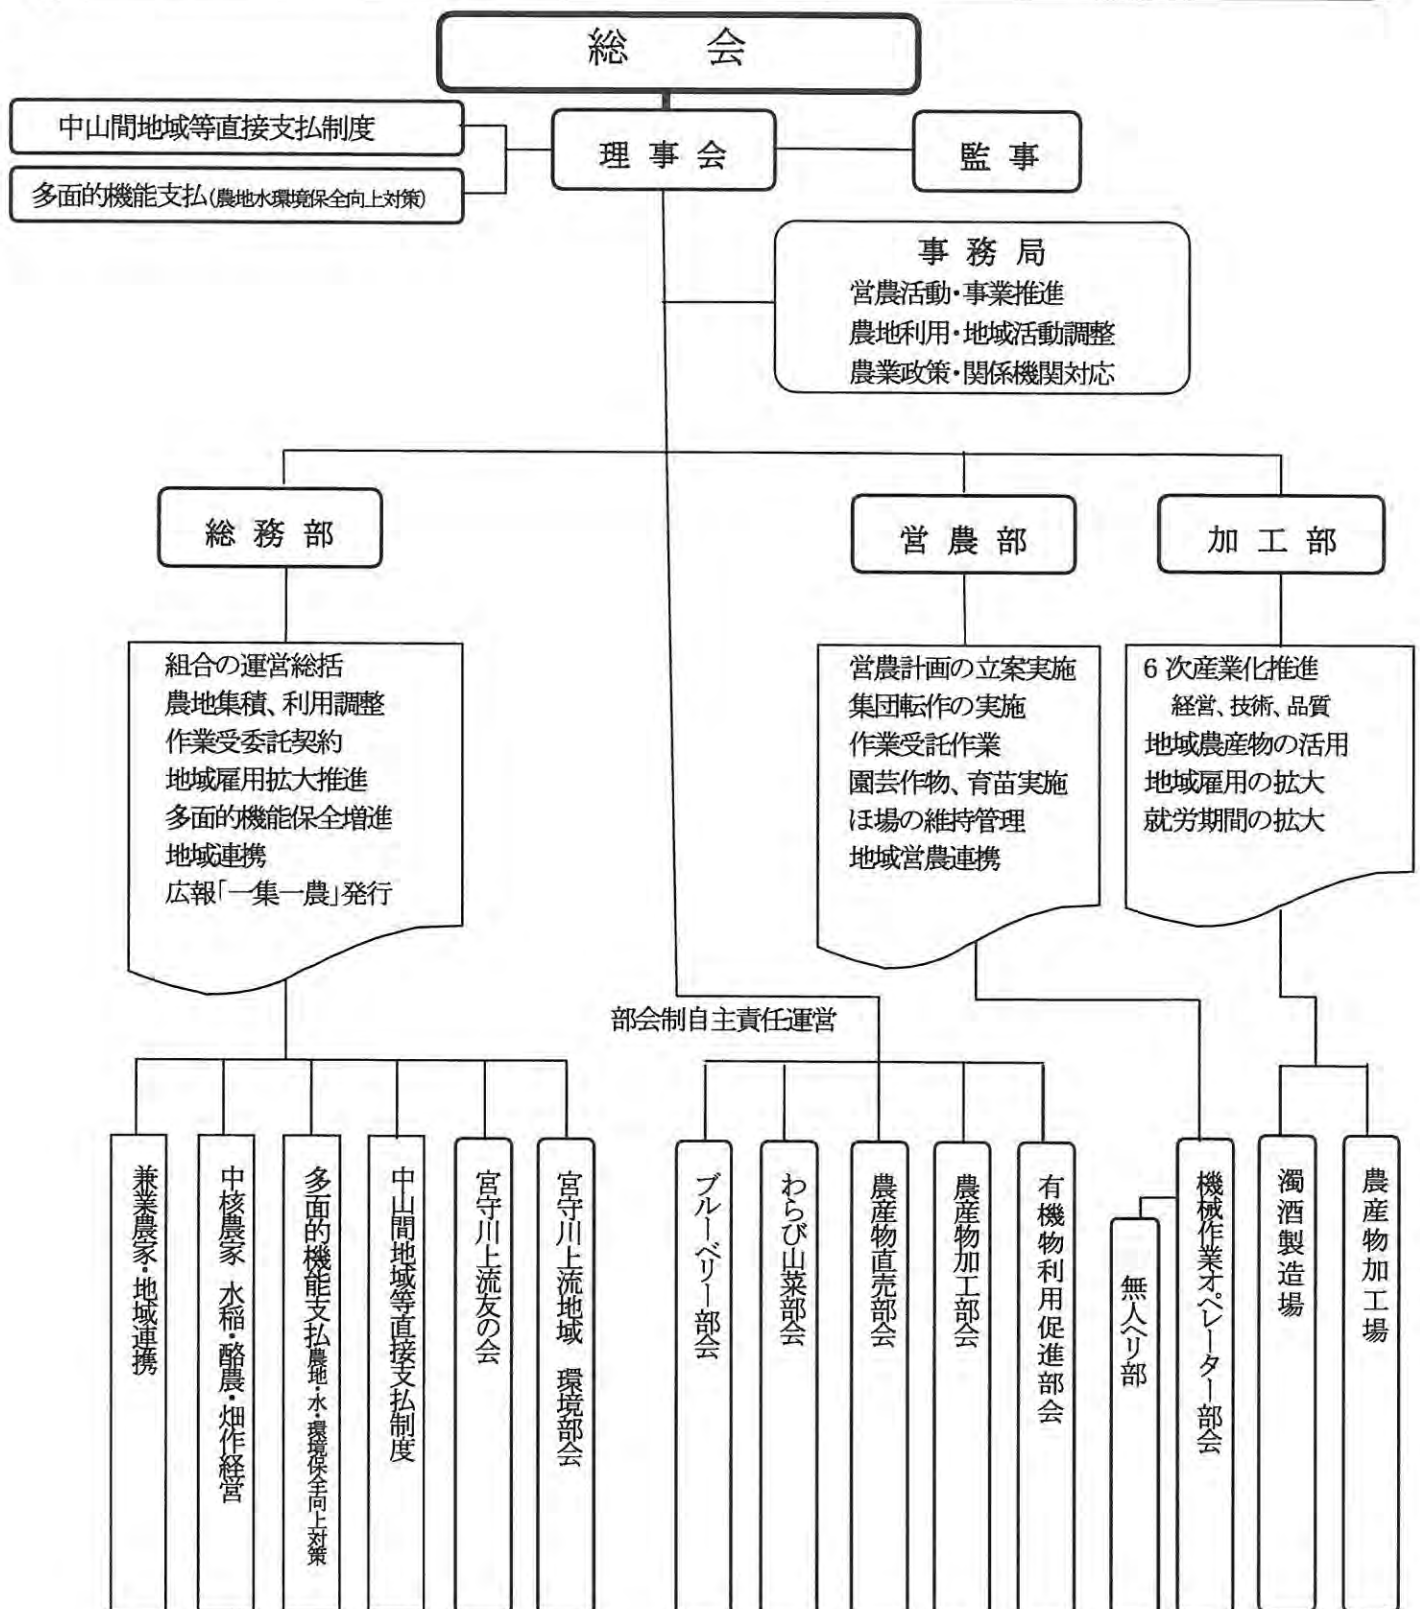 総 会
中山間地域等直接支払制度
理 事 会
監 事
多面的機能支払(農地水環境保全向上対策)
事 務 局
営農活動・事業推進
農地利用・地域活動調整
農業政策・関係機関対応
総 務 部
営 農 部
加 工 部
組合の運営総括
農地集積、利用調整
作業受委託契約
地域雇用拡大推進
多面的機能保全増進
地域連携
広報「一集一農」発行
営農計画の立案実施
集団転作の実施
作業受託作業
園芸作物、育苗実施
ほ場の維持管理
地域営農連携
6次産業化推進
経営、技術、品質
地域農産物の活用
地域雇用の拡大
就労期間の拡大
部会制自主責任運営
兼業農家・地域連携
中核農家 水稲・酪農・畑作経営
多面的機能支払農地・水・環境保全向上対策
中山間地域等直接支払制度
宮守川上流友の会
宮守川上流地域 環境部会
ブルーベリー部会
わらび山菜部会
農産物直売部会
農産物加工部会
有機物利用促進部会
無人ヘリ部
機械作業オペレーター部会
濁酒製造場
農産物加工場